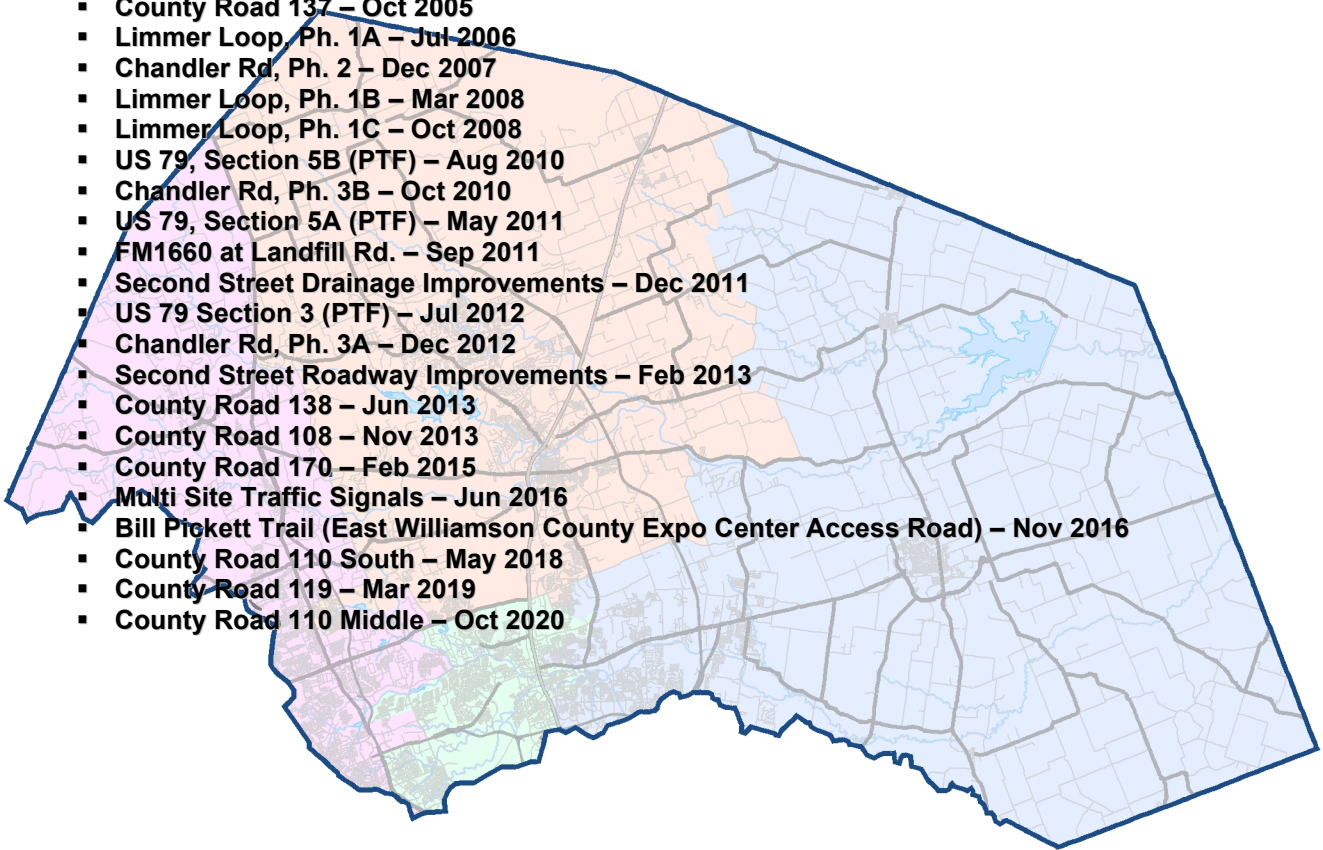 ▪ County Road 137 – Oct 2005
▪ Limmer Loop, Ph. 1A – Jul 2006
▪ Chandler Rd, Ph. 2 – Dec 2007
▪ Limmer Loop, Ph. 1B – Mar 2008
▪ Limmer Loop, Ph. 1C – Oct 2008
▪ US 79, Section 5B (PTF) – Aug 2010
▪ Chandler Rd, Ph. 3B – Oct 2010
▪ US 79, Section 5A (PTF) – May 2011
▪ FM1660 at Landfill Rd. – Sep 2011
▪ Second Street Drainage Improvements – Dec 2011
▪ US 79 Section 3 (PTF) – Jul 2012
▪ Chandler Rd, Ph. 3A – Dec 2012
▪ Second Street Roadway Improvements – Feb 2013
▪ County Road 138 – Jun 2013
▪ County Road 108 – Nov 2013
▪ County Road 170 – Feb 2015
▪ Multi Site Traffic Signals – Jun 2016
▪ Bill Pickett Trail (East Williamson County Expo Center Access Road) – Nov 2016
▪ County Road 110 South – May 2018
▪ County Road 119 – Mar 2019
▪ County Road 110 Middle – Oct 2020